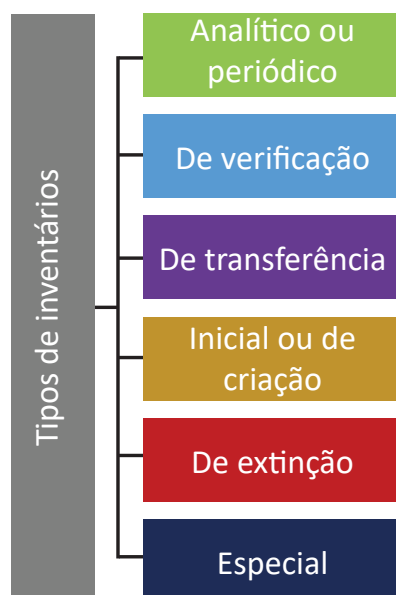 Tipos de inventários
Analítico ou
periódico
De verificação
De transferência
Inicial ou de
criação
De extinção
Especial